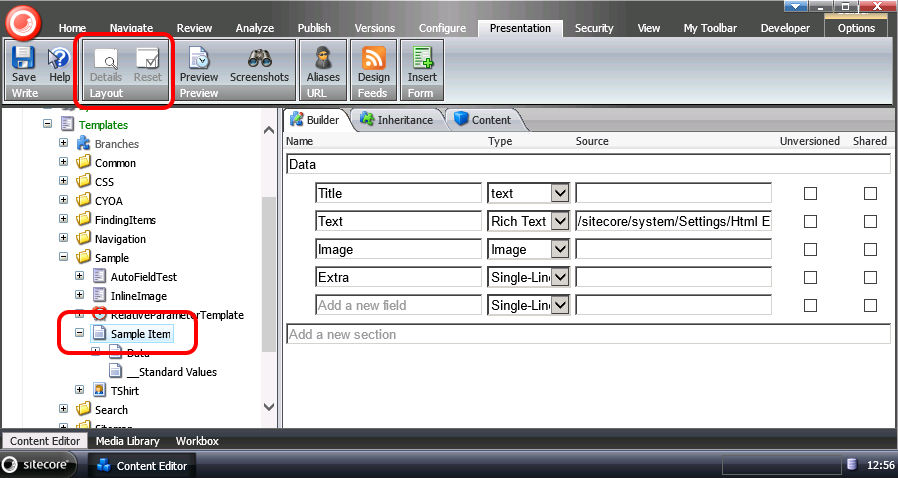 Home Navigate Review Analyze Publish Versions Configure Presentation Security View My Toolbar Developer Options
Save Help Details Reset Preview Screenshots Aliases Design Insert
Write Layout Preview URL Feeds Form
Templates
Branches
Common
CSS
CYOA
FindingItems
Navigation
Sample
AutoFieldTest
InlineImage
RelativeParameterTemplate
Sample Item
Data
__Standard Values
TShirt
Search
Builder Inheritance Content
Name Type Source Unversioned Shared
Data
Title text
Text Rich Text /sitecore/system/Settings/Html E
Image Image
Extra Single-Line
Add a new field Single-Line
Add a new section
Content Editor Media Library Workbox
sitecore Content Editor 12:56